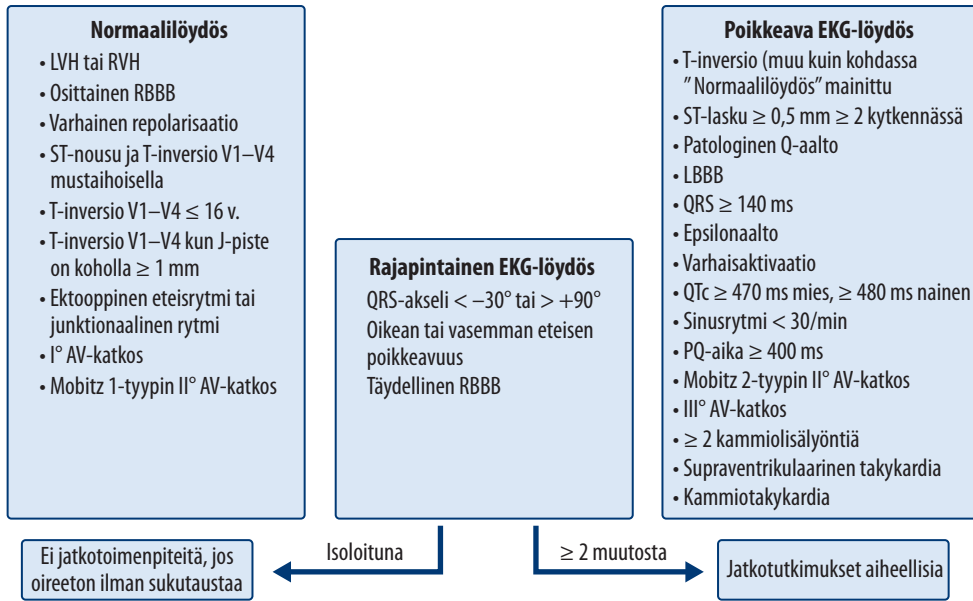 Normaalilöydös
• LVH tai RVH
• Osittainen RBBB
• Varhainen repolarisaatio
• ST-nousu ja T-inversio V1–V4
mustaihoisella
• T-inversio V1–V4 ≤ 16 v.
• T-inversio V1–V4 kun J-piste
on koholla ≥ 1 mm
• Ektooppinen eteisrytmi tai
junktionaalinen rytmi
• I° AV-katkos
• Mobitz 1-tyypin II° AV-katkos
Rajapintainen EKG-löydös
QRS-akseli < –30° tai > +90°
Oikean tai vasemman eteisen
poikkeavuus
Täydellinen RBBB
Poikkeava EKG-löydös
• T-inversio (muu kuin kohdassa
”Normaalilöydös” mainittu
• ST-lasku ≥ 0,5 mm ≥ 2 kytkennässä
• Patologinen Q-aalto
• LBBB
• QRS ≥ 140 ms
• Epsilonaalto
• Varhaisaktivaatio
• QTc ≥ 470 ms mies, ≥ 480 ms nainen
• Sinusrytmi < 30/min
• PQ-aika ≥ 400 ms
• Mobitz 2-tyypin II° AV-katkos
• III° AV-katkos
• ≥ 2 kammiolisälyöntiä
• Supraventrikulaarinen takykardia
• Kammiotakykardia
Isoloituna
≥ 2 muutosta
Ei jatkotoimenpiteitä, jos
oireeton ilman sukutaustaa
Jatkotutkimukset aiheellisia